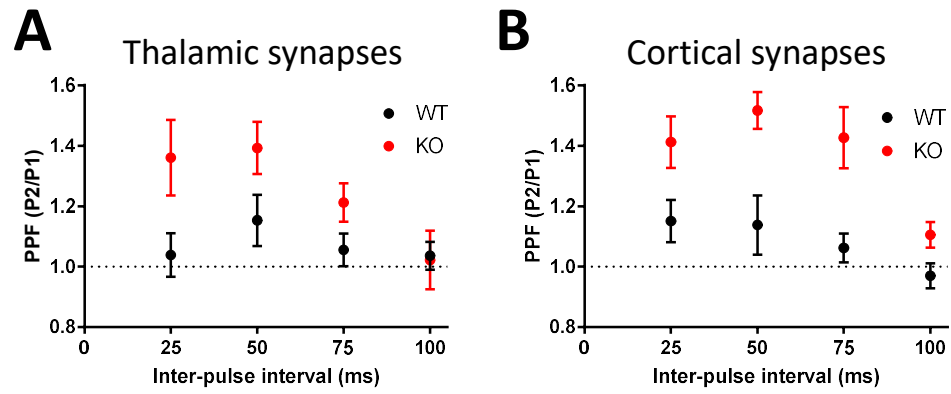 A
Thalamic synapses
PPF (P2/P1)
1.6
1.4
1.2
1.0
0.8
0
25
50
75
100
Inter-pulse interval (ms)
WT
KO
B
Cortical synapses
PPF (P2/P1)
1.6
1.4
1.2
1.0
0.8
0
25
50
75
100
Inter-pulse interval (ms)
WT
KO